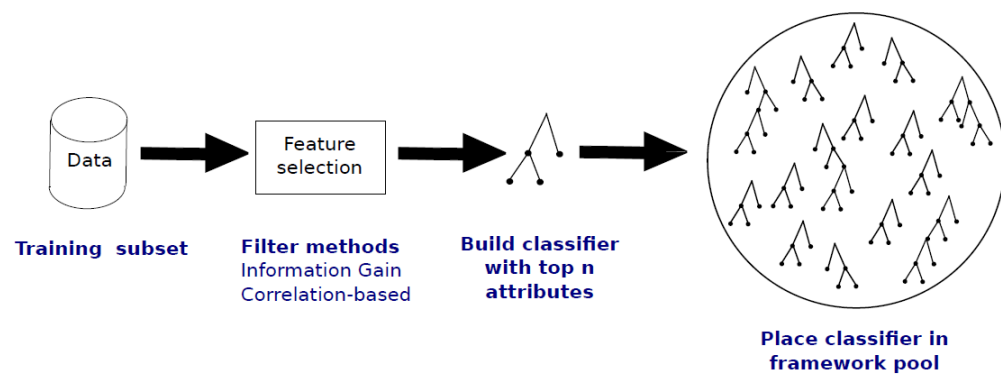 Data
Feature
selection
Training subset
Filter methods
Information Gain
Correlation-based
Build classifier
with top n
attributes
Place classifier in
framework pool